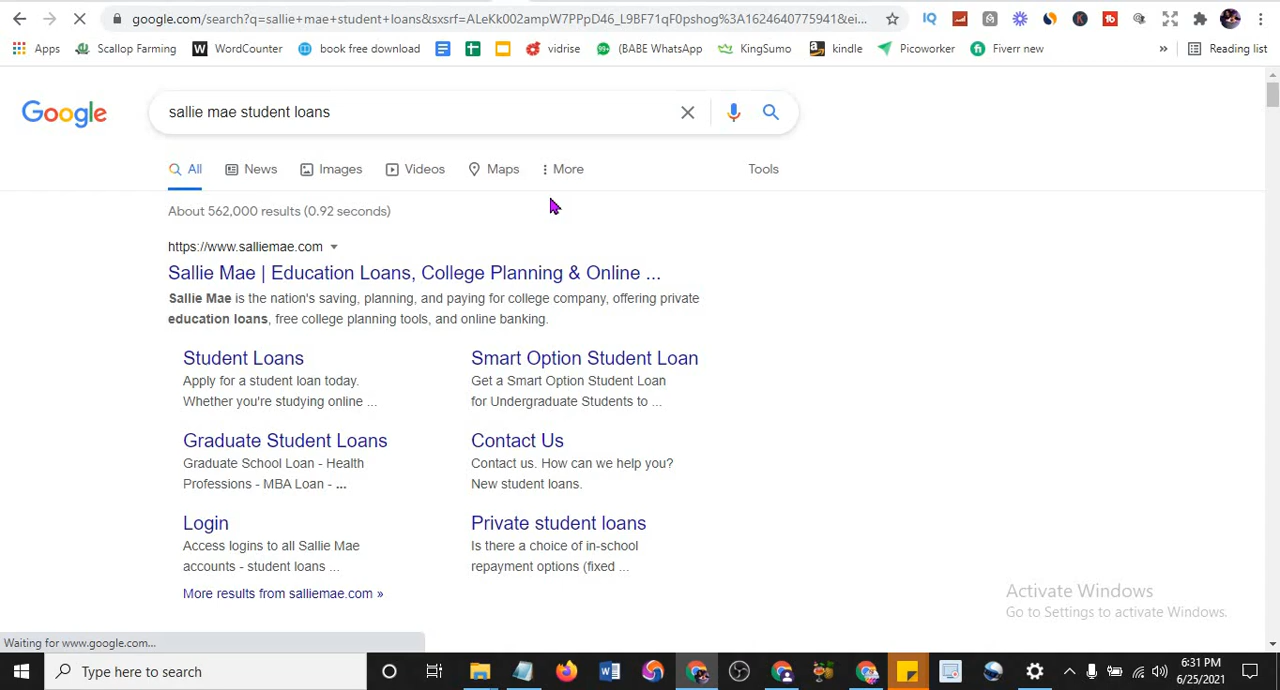 google.com/search?q=sallie+mae+student+loans&sxsrf=ALeKk002ampW7PPpD46_L9BF71qF0pshog%3A1624640775941&ei...
Apps Scallop Farming WordCounter book free download vidrise (BABE WhatsApp KingSumo kindle Picoworker Fiverr new » Reading list
Google sallie mae student loans
All News Images Videos Maps More Tools
About 562,000 results (0.92 seconds)
https://www.salliemae.com
Sallie Mae | Education Loans, College Planning & Online ...
Sallie Mae is the nation's saving, planning, and paying for college company, offering private
education loans, free college planning tools, and online banking.
Student Loans
Apply for a student loan today.
Whether you're studying online ...
Smart Option Student Loan
Get a Smart Option Student Loan
for Undergraduate Students to ...
Graduate Student Loans
Graduate School Loan - Health
Professions - MBA Loan - ...
Contact Us
Contact us. How can we help you?
New student loans.
Login
Access logins to all Sallie Mae
accounts - student loans ...
Private student loans
Is there a choice of in-school
repayment options (fixed ...
More results from salliemae.com »
Activate Windows
Go to Settings to activate Windows.
Waiting for www.google.com...
Type here to search
6:31 PM
6/25/2021